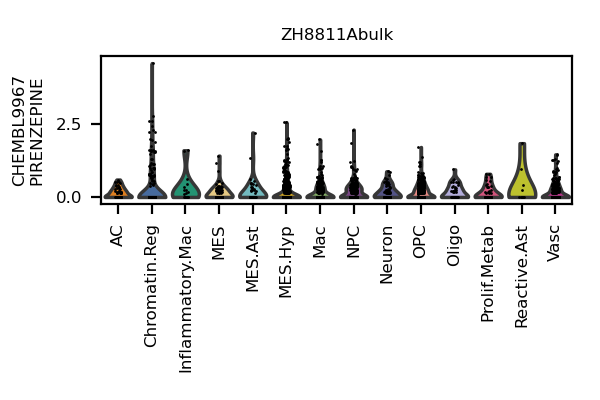 ZH8811Abulk
CHEMBL9967
PIRENZEPINE
2.5
0.0
AC
Chromatin.Reg
Inflammatory.Mac
MES
MES.Ast
MES.Hyp
Mac
NPC
Neuron
OPC
Oligo
Prolif.Metab
Reactive.Ast
Vasc